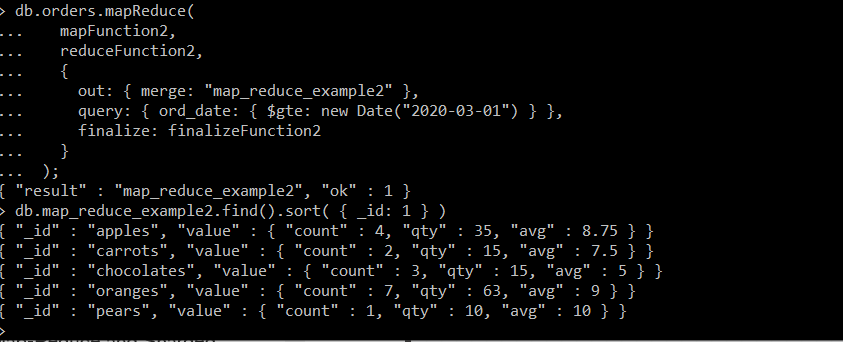 > db.orders.mapReduce(
...    mapFunction2,
...    reduceFunction2,
...    {
...      out: { merge: "map_reduce_example2" },
...      query: { ord_date: { $gte: new Date("2020-03-01") } },
...      finalize: finalizeFunction2
...    }
...  );
{ "result" : "map_reduce_example2", "ok" : 1 }
> db.map_reduce_example2.find().sort( { _id: 1 } )
{ "_id" : "apples", "value" : { "count" : 4, "qty" : 35, "avg" : 8.75 } }
{ "_id" : "carrots", "value" : { "count" : 2, "qty" : 15, "avg" : 7.5 } }
{ "_id" : "chocolates", "value" : { "count" : 3, "qty" : 15, "avg" : 5 } }
{ "_id" : "oranges", "value" : { "count" : 7, "qty" : 63, "avg" : 9 } }
{ "_id" : "pears", "value" : { "count" : 1, "qty" : 10, "avg" : 10 } }
>